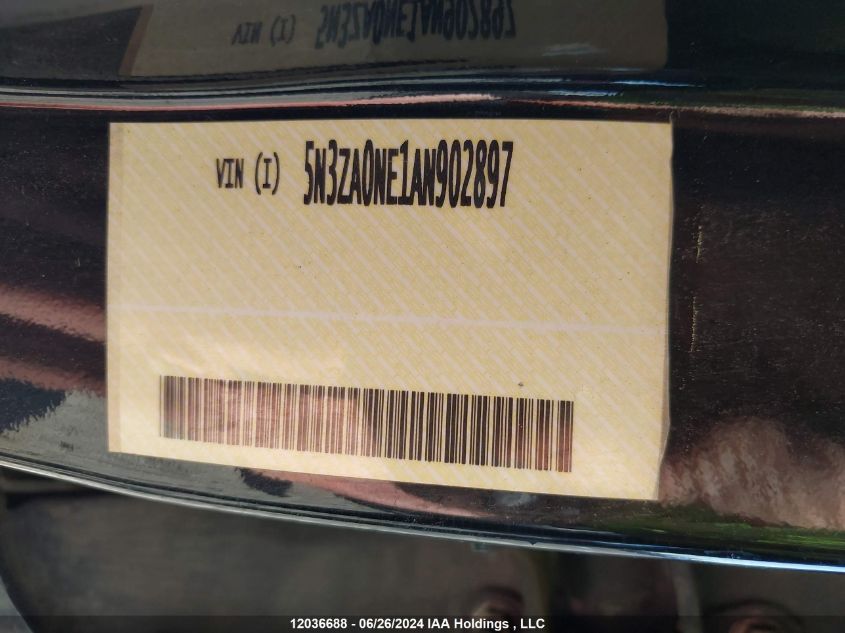 VIN (I) 5N3ZA0NE1AN902897
12036688 - 06/26/2024 IAA Holdings , LLC